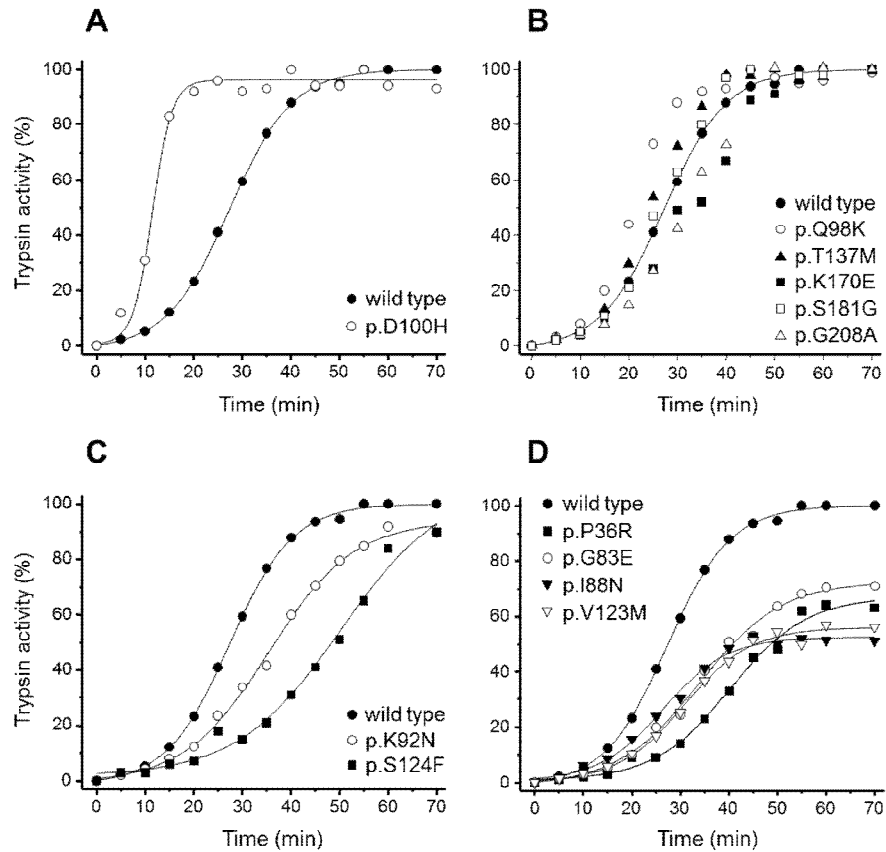 A
Trypsin activity (%)
100
80
60
40
20
0
wild type
p.D100H
0 10 20 30 40 50 60 70
Time (min)
B
100
80
60
40
20
0
wild type
p.Q98K
p.T137M
p.K170E
p.S181G
p.G208A
0 10 20 30 40 50 60 70
Time (min)
C
Trypsin activity (%)
100
80
60
40
20
0
wild type
p.K92N
p.S124F
0 10 20 30 40 50 60 70
Time (min)
D
100
80
60
40
20
0
wild type
p.P36R
p.G83E
p.I88N
p.V123M
0 10 20 30 40 50 60 70
Time (min)